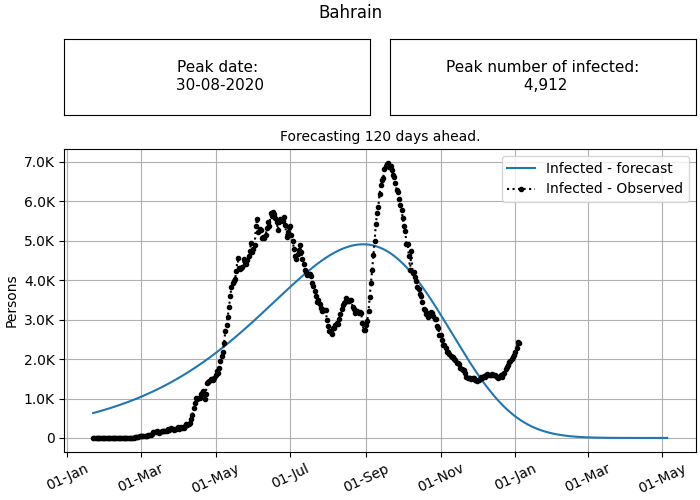 Bahrain
Peak date:
30-08-2020
Peak number of infected:
4,912
Forecasting 120 days ahead.
Infected - forecast
Infected - Observed
Persons
7.0K
6.0K
5.0K
4.0K
3.0K
2.0K
1.0K
0
01-Jan
01-Mar
01-May
01-Jul
01-Sep
01-Nov
01-Jan
01-Mar
01-May